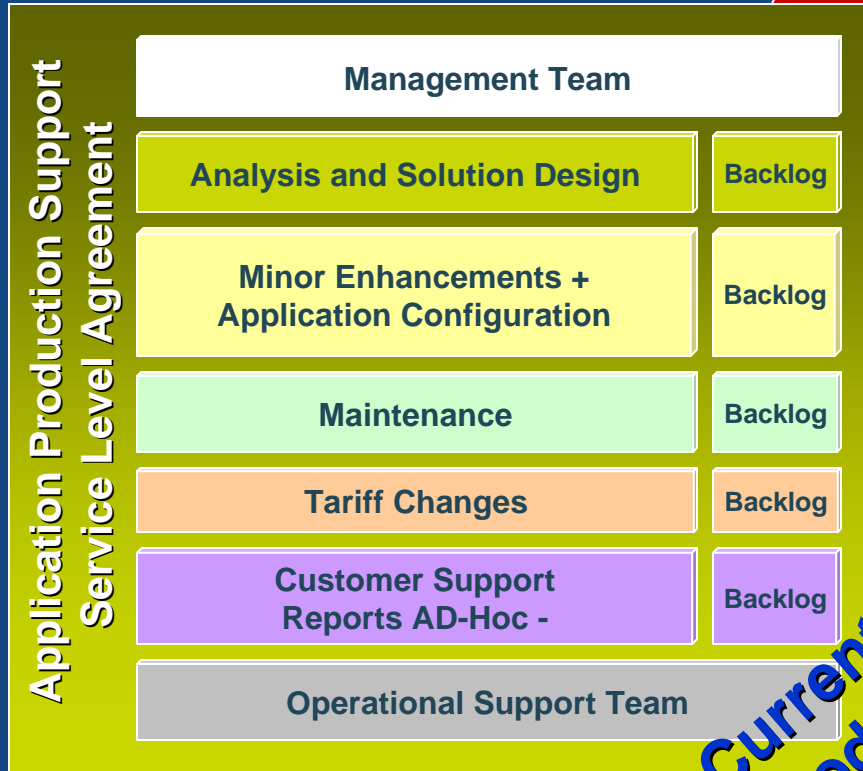 Application Production Support
Service Level Agreement
Management Team
Analysis and Solution Design
Backlog
Minor Enhancements +
Application Configuration
Backlog
Maintenance
Backlog
Tariff Changes
Backlog
Customer Support
Reports AD-Hoc -
Backlog
Operational Support Team
Current